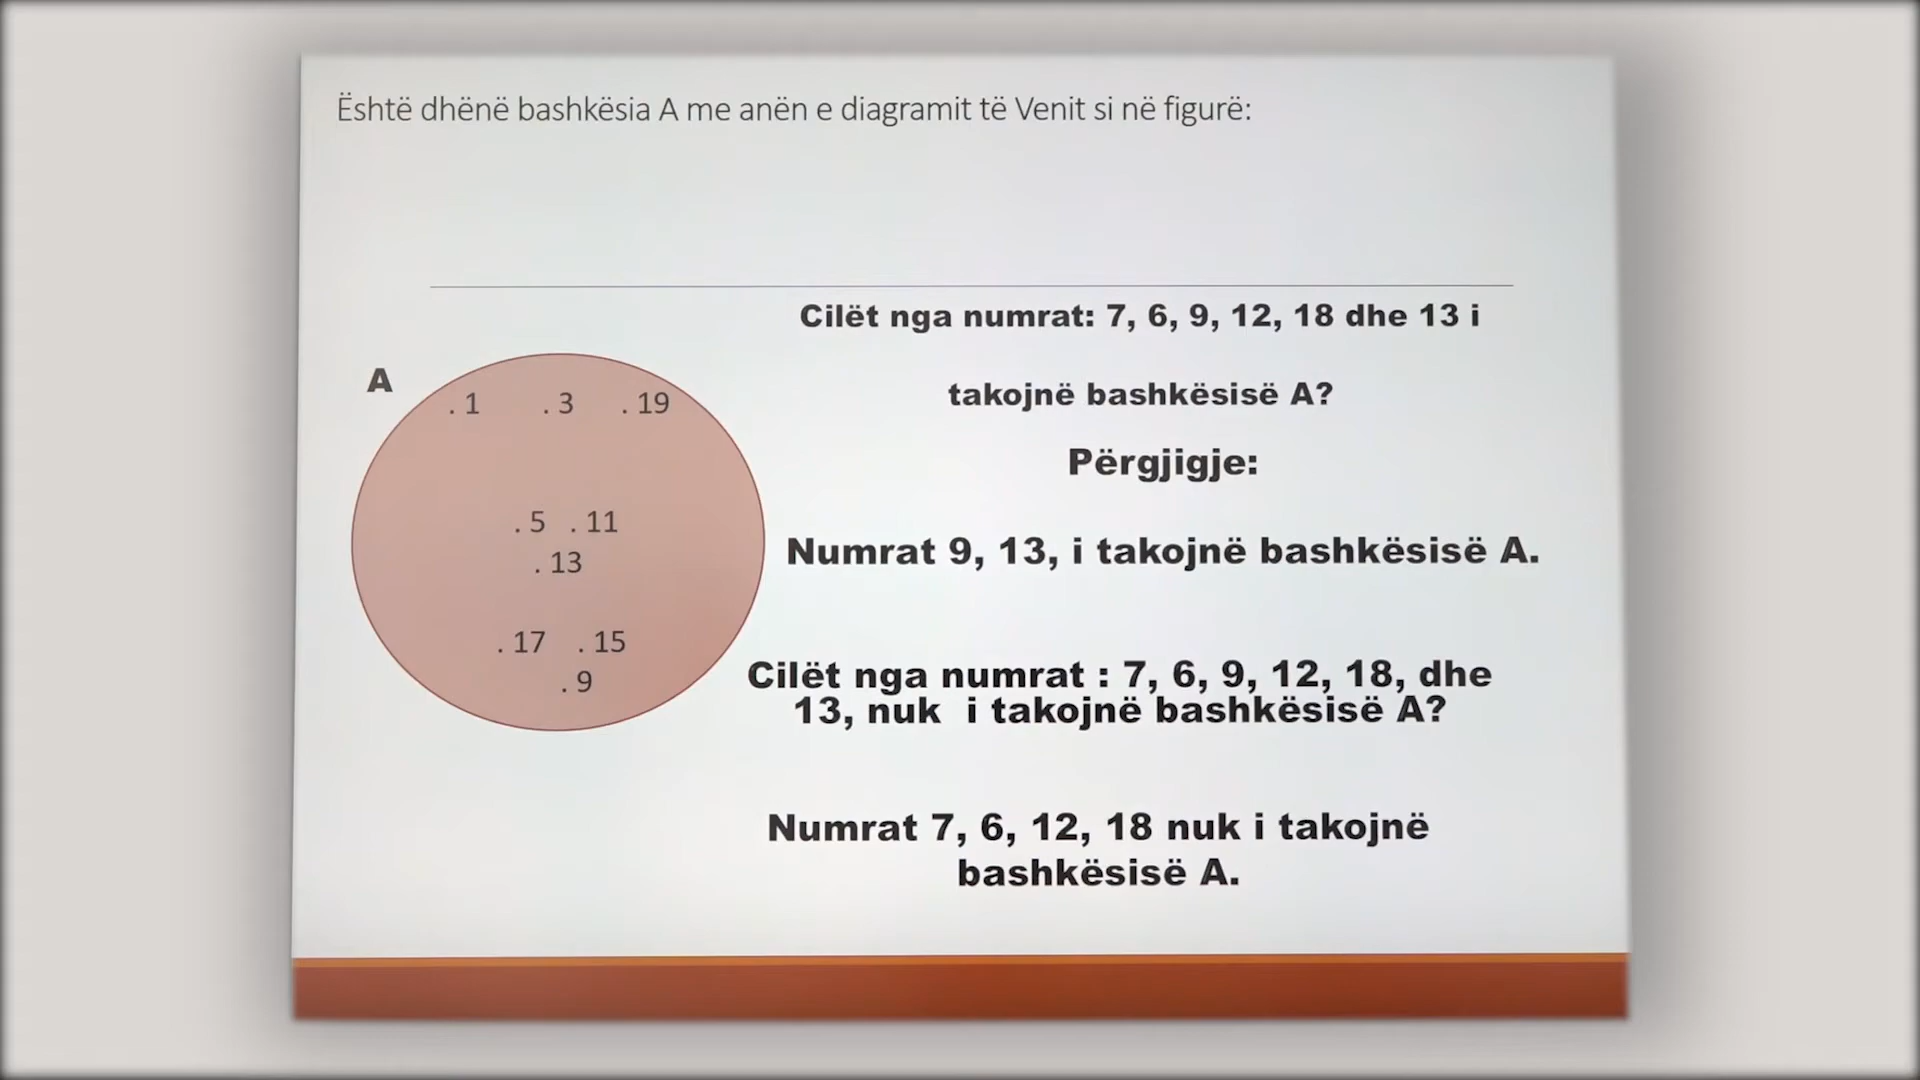 Është dhënë bashkësia A me anën e diagramit të Venit si në figurë:
Cilët nga numrat: 7, 6, 9, 12, 18 dhe 13 i
takojnë bashkësisë A?
Përgjigje:
Numrat 9, 13, i takojnë bashkësisë A.
Cilët nga numrat : 7, 6, 9, 12, 18, dhe
13, nuk i takojnë bashkësisë A?
Numrat 7, 6, 12, 18 nuk i takojnë
bashkësisë A.
A
. 1 . 3 . 19
. 5 . 11
. 13
. 17 . 15
. 9